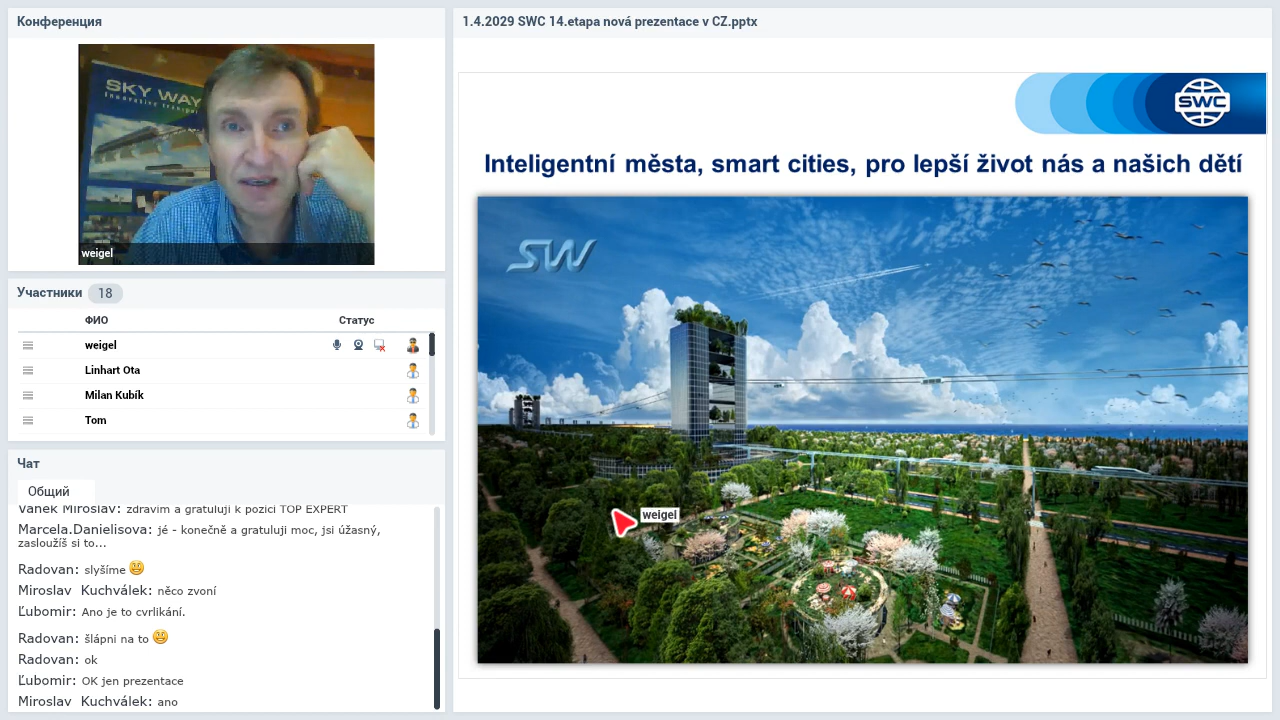 Конференция
SKY WAY
weigel
Участники 18
ФИО Статус
weigel
Linhart Ota
Milan Kubík
Tom
Чат
Общий
Vaněk Miroslav: zdravím a gratuluji k pozici TOP EXPERT
Marcela.Danielisova: jé - konečně a gratuluji moc, jsi úžasný,
zasloužíš si to...
Radovan: slyšíme
Miroslav Kuchválek: něco zvoní
Ľubomir: Ano je to cvrlikání.
Radovan: šlápni na to
Radovan: ok
Ľubomir: OK jen prezentace
Miroslav Kuchválek: ano
1.4.2029 SWC 14.etapa nová prezentace v CZ.pptx
SWC
Inteligentní města, smart cities, pro lepší život nás a našich dětí
SW
weigel